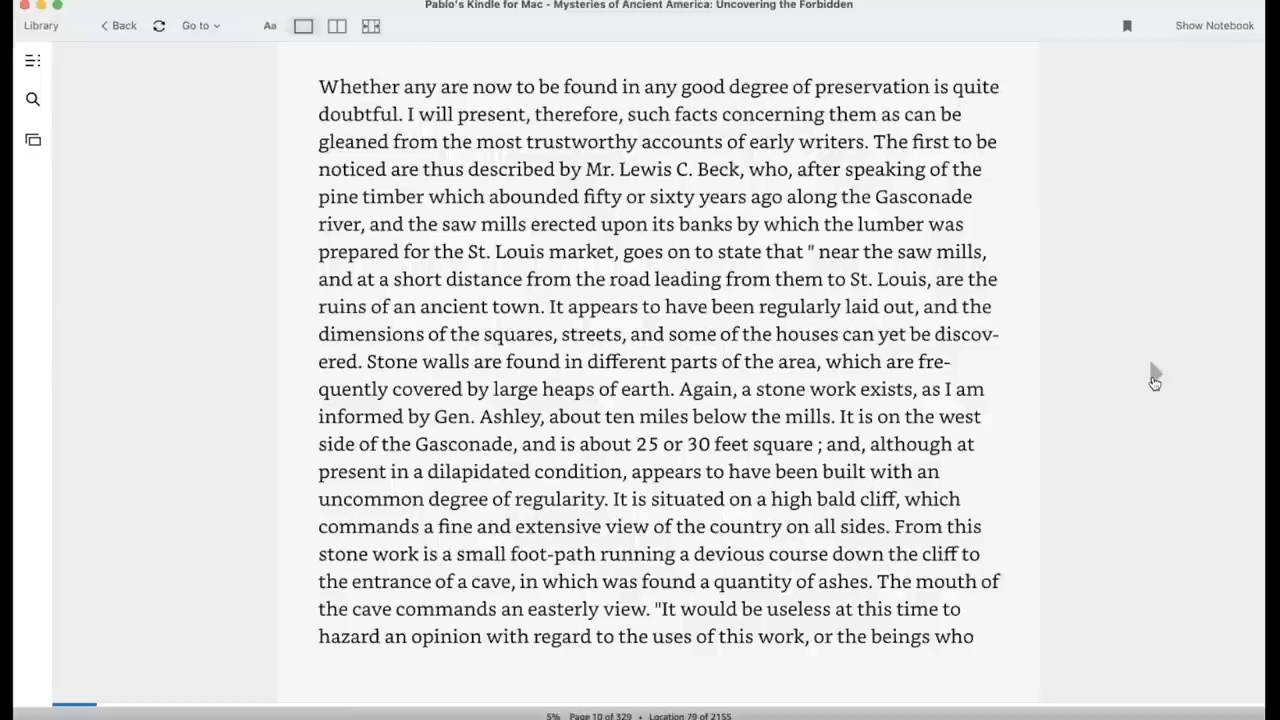 Pablo's Kindle for Mac - Mysteries of Ancient America: Uncovering the Forbidden
Library
Back
Go to
Aa
Show Notebook
Whether any are now to be found in any good degree of preservation is quite
doubtful. I will present, therefore, such facts concerning them as can be
gleaned from the most trustworthy accounts of early writers. The first to be
noticed are thus described by Mr. Lewis C. Beck, who, after speaking of the
pine timber which abounded fifty or sixty years ago along the Gasconade
river, and the saw mills erected upon its banks by which the lumber was
prepared for the St. Louis market, goes on to state that " near the saw mills,
and at a short distance from the road leading from them to St. Louis, are the
ruins of an ancient town. It appears to have been regularly laid out, and the
dimensions of the squares, streets, and some of the houses can yet be discov-
ered. Stone walls are found in different parts of the area, which are fre-
quently covered by large heaps of earth. Again, a stone work exists, as I am
informed by Gen. Ashley, about ten miles below the mills. It is on the west
side of the Gasconade, and is about 25 or 30 feet square ; and, although at
present in a dilapidated condition, appears to have been built with an
uncommon degree of regularity. It is situated on a high bald cliff, which
commands a fine and extensive view of the country on all sides. From this
stone work is a small foot-path running a devious course down the cliff to
the entrance of a cave, in which was found a quantity of ashes. The mouth of
the cave commands an easterly view. "It would be useless at this time to
hazard an opinion with regard to the uses of this work, or the beings who
5% Page 10 of 329 • Location 79 of 2155